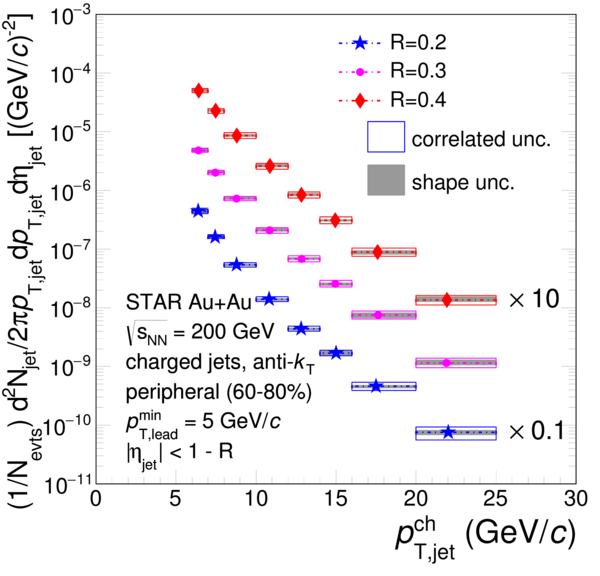 (1/N_evts) d²N_jet/2πp_T,jet dp_T,jet dη_jet [(GeV/c)⁻²]
10⁻³
10⁻⁴
10⁻⁵
10⁻⁶
10⁻⁷
10⁻⁸
10⁻⁹
10⁻¹⁰
10⁻¹¹
R=0.2
R=0.3
R=0.4
correlated unc.
shape unc.
STAR Au+Au
√s_NN = 200 GeV
charged jets, anti-k_T
peripheral (60-80%)
p_T,lead^min = 5 GeV/c
|η_jet| < 1 - R
× 10
× 0.1
0 5 10 15 20 25 30
p_T,jet^ch (GeV/c)